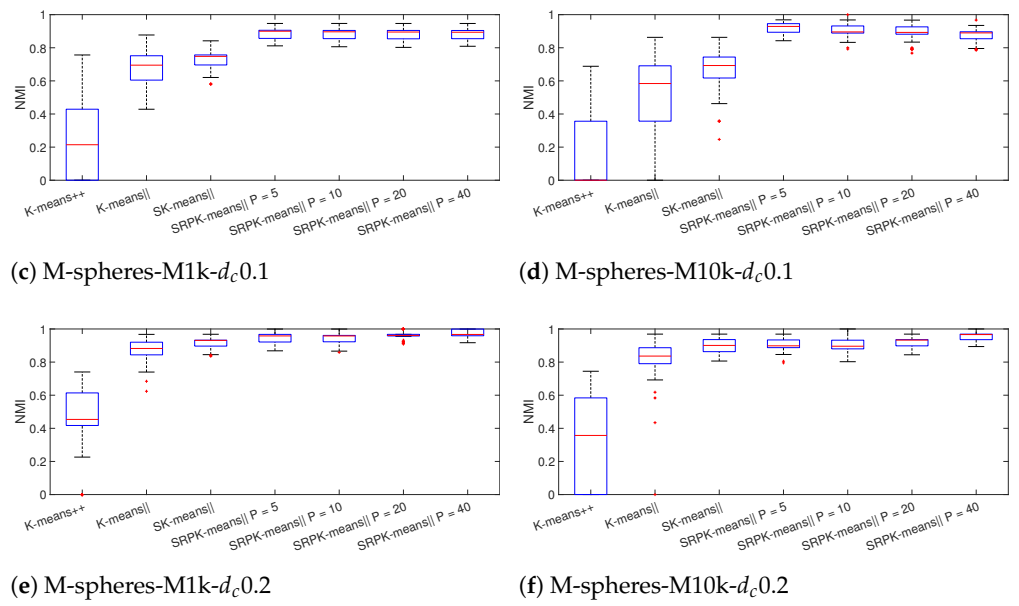 1
0.8
0.6
0.4
0.2
0
NMI
K-means++
K-means||
SK-means||
SRPK-means|| P = 5
SRPK-means|| P = 10
SRPK-means|| P = 20
SRPK-means|| P = 40
(c) M-spheres-M1k-d_c0.1
1
0.8
0.6
0.4
0.2
0
NMI
K-means++
K-means||
SK-means||
SRPK-means|| P = 5
SRPK-means|| P = 10
SRPK-means|| P = 20
SRPK-means|| P = 40
(d) M-spheres-M10k-d_c0.1
1
0.8
0.6
0.4
0.2
0
NMI
K-means++
K-means||
SK-means||
SRPK-means|| P = 5
SRPK-means|| P = 10
SRPK-means|| P = 20
SRPK-means|| P = 40
(e) M-spheres-M1k-d_c0.2
1
0.8
0.6
0.4
0.2
0
NMI
K-means++
K-means||
SK-means||
SRPK-means|| P = 5
SRPK-means|| P = 10
SRPK-means|| P = 20
SRPK-means|| P = 40
(f) M-spheres-M10k-d_c0.2